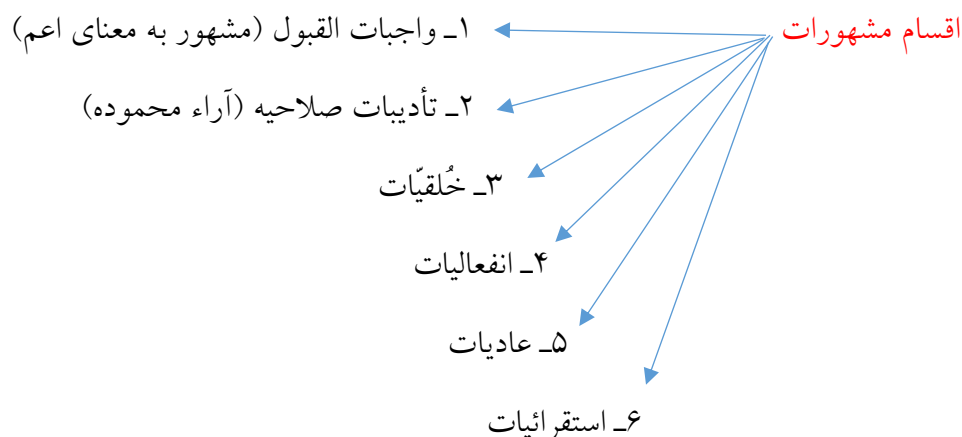 اقسام مشهورات
۱ـ واجبات القبول (مشهور به معنای اعم)
۲ـ تأدیبات صلاحیه (آراء محموده)
۳ـ خُلقیّات
۴ـ انفعالیات
۵ـ عادیات
۶ـ استقرائیات